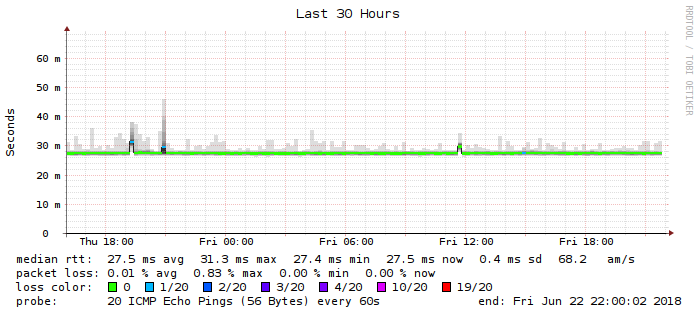 Last 30 Hours
RRDTOOL / TOBI OETIKER
Seconds
60 m
50 m
40 m
30 m
20 m
10 m
0
Thu 18:00 Fri 00:00 Fri 06:00 Fri 12:00 Fri 18:00
median rtt: 27.5 ms avg 31.3 ms max 27.4 ms min 27.5 ms now 0.4 ms sd 68.2 am/s
packet loss: 0.01 % avg 0.83 % max 0.00 % min 0.00 % now
loss color: 0 1/20 2/20 3/20 4/20 10/20 19/20
probe: 20 ICMP Echo Pings (56 Bytes) every 60s end: Fri Jun 22 22:00:02 2018